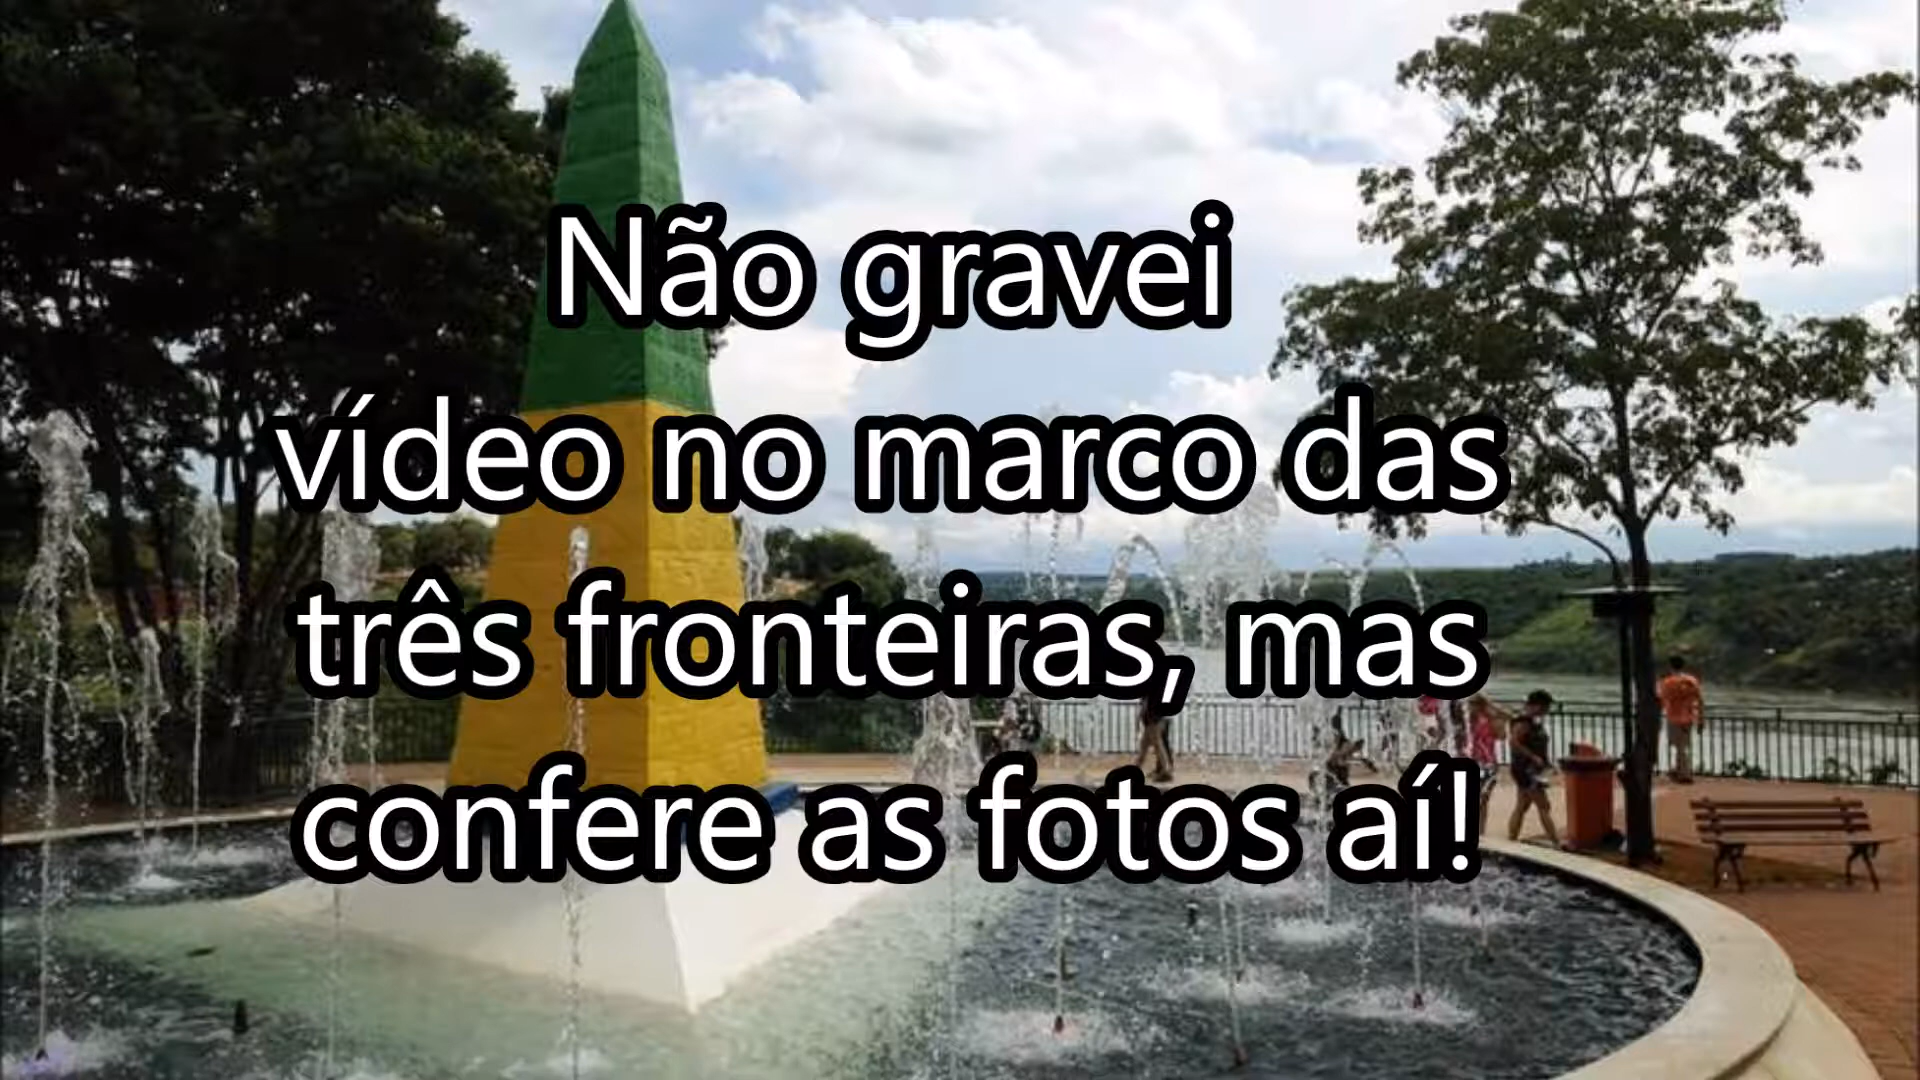 Não gravei
vídeo no marco das
três fronteiras, mas
confere as fotos aí!